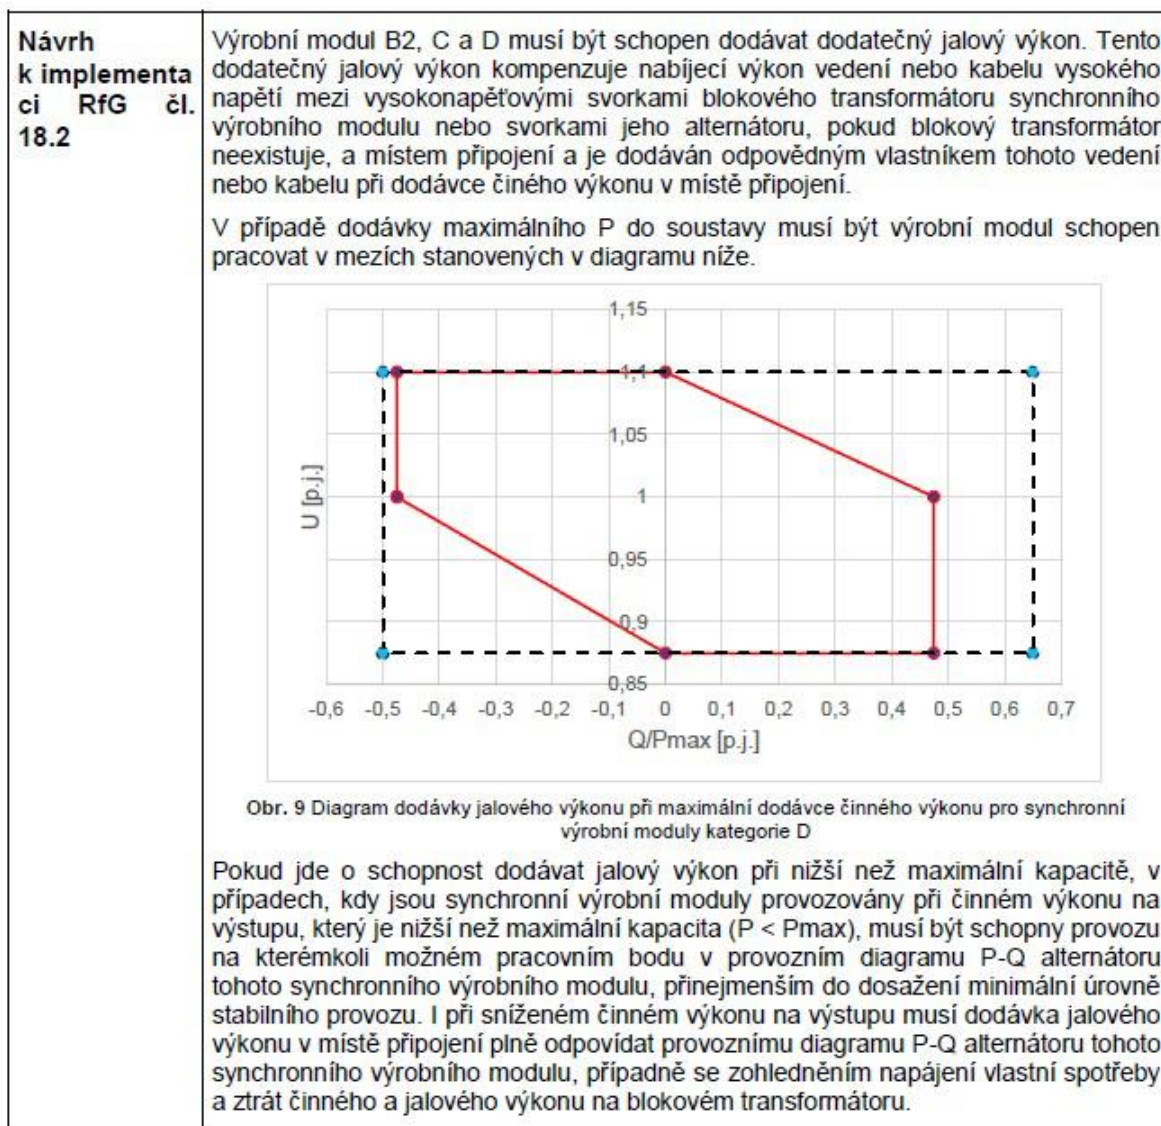 Návrh
k implementa
ci RfG čl.
18.2
Výrobní modul B2, C a D musí být schopen dodávat dodatečný jalový výkon. Tento
dodatečný jalový výkon kompenzuje nabíjecí výkon vedení nebo kabelu vysokého
napětí mezi vysokonapěťovými svorkami blokového transformátoru synchronního
výrobního modulu nebo svorkami jeho alternátoru, pokud blokový transformátor
neexistuje, a místem připojení a je dodáván odpovědným vlastníkem tohoto vedení
nebo kabelu při dodávce činého výkonu v místě připojení.
V případě dodávky maximálního P do soustavy musí být výrobní modul schopen
pracovat v mezích stanovených v diagramu níže.
1,15
1,1
1,05
1
0,95
0,9
0,85
U [p.j.]
-0,6 -0,5 -0,4 -0,3 -0,2 -0,1 0 0,1 0,2 0,3 0,4 0,5 0,6 0,7
Q/Pmax [p.j.]
Obr. 9 Diagram dodávky jalového výkonu při maximální dodávce činného výkonu pro synchronní
výrobní moduly kategorie D
Pokud jde o schopnost dodávat jalový výkon při nižší než maximální kapacitě, v
případech, kdy jsou synchronní výrobní moduly provozovány při činném výkonu na
výstupu, který je nižší než maximální kapacita (P < Pmax), musí být schopny provozu
na kterémkoli možném pracovním bodu v provozním diagramu P-Q alternátoru
tohoto synchronního výrobního modulu, přinejmenším do dosažení minimální úrovně
stabilního provozu. I při sníženém činném výkonu na výstupu musí dodávka jalového
výkonu v místě připojení plně odpovídat provoznímu diagramu P-Q alternátoru tohoto
synchronního výrobního modulu, případně se zohledněním napájení vlastní spotřeby
a ztrát činného a jalového výkonu na blokovém transformátoru.